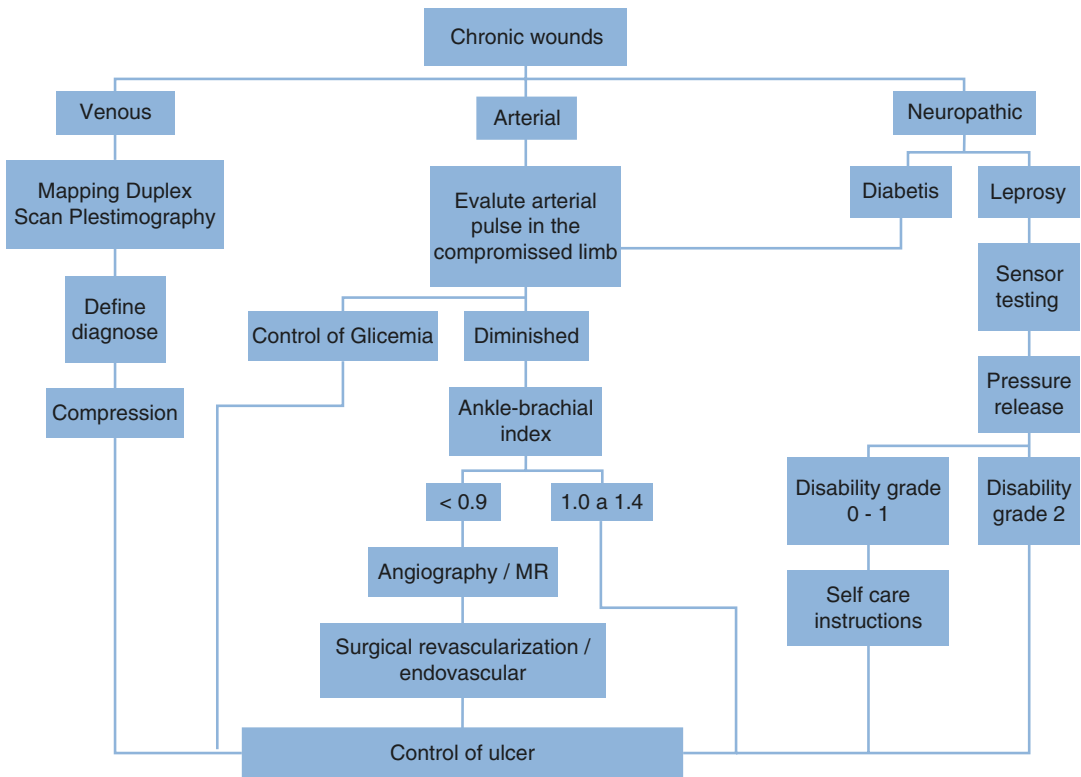 Chronic wounds
Venous
Arterial
Neuropathic
Mapping Duplex
Scan Plestimography
Evalute arterial
pulse in the
compromissed limb
Diabetis
Leprosy
Define
diagnose
Control of Glicemia
Diminished
Sensor
testing
Compression
Ankle-brachial
index
Pressure
release
< 0.9
1.0 a 1.4
Disability grade
0 - 1
Disability
grade 2
Angiography / MR
Self care
instructions
Surgical revascularization /
endovascular
Control of ulcer